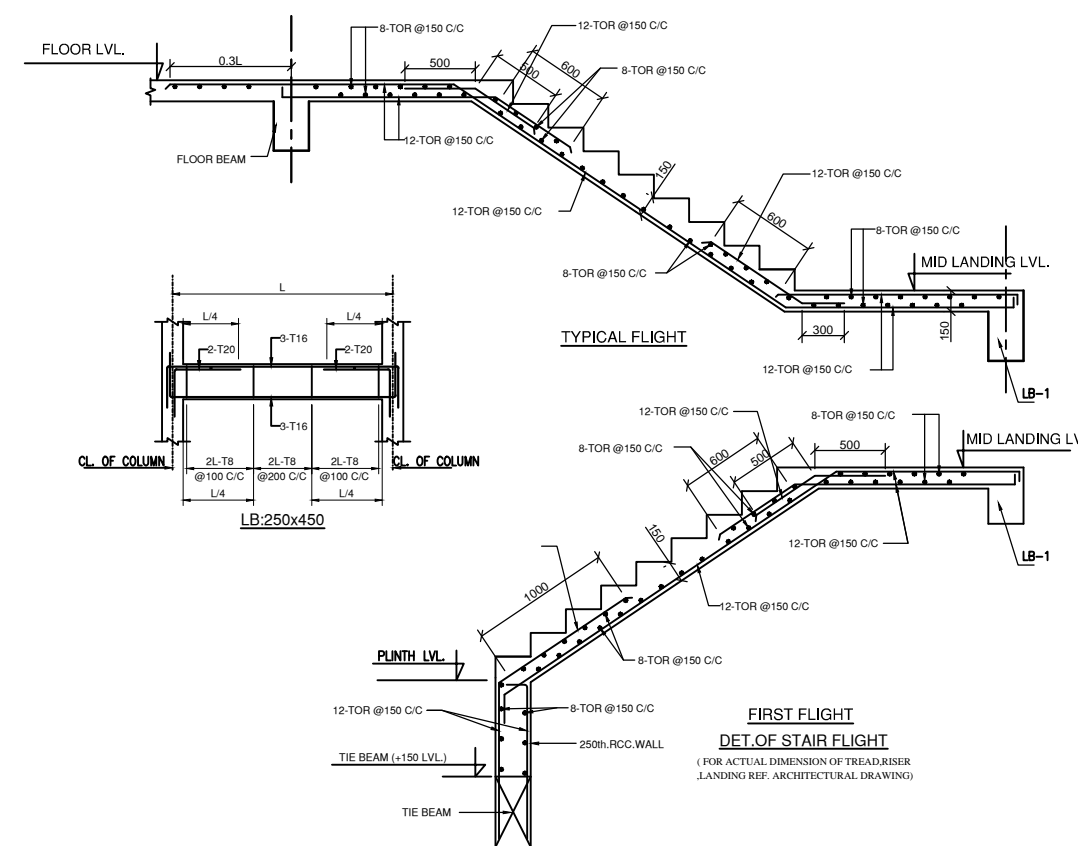 FLOOR LVL.
0.3L
8-TOR @150 C/C
500
12-TOR @150 C/C
500
600
8-TOR @150 C/C
12-TOR @150 C/C
FLOOR BEAM
12-TOR @150 C/C
150
12-TOR @150 C/C
600
8-TOR @150 C/C
8-TOR @150 C/C
MID LANDING LVL.
300
150
12-TOR @150 C/C
TYPICAL FLIGHT
LB-1
L
L/4
L/4
3-T16
2-T20
2-T20
3-T16
CL. OF COLUMN
CL. OF COLUMN
2L-T8
@100 C/C
2L-T8
@200 C/C
2L-T8
@100 C/C
L/4
L/4
LB:250x450
12-TOR @150 C/C
8-TOR @150 C/C
8-TOR @150 C/C
500
MID LANDING LV
600
500
150
12-TOR @150 C/C
LB-1
1000
12-TOR @150 C/C
8-TOR @150 C/C
PLINTH LVL.
12-TOR @150 C/C
8-TOR @150 C/C
250th.RCC.WALL
TIE BEAM (+150 LVL.)
TIE BEAM
FIRST FLIGHT
DET.OF STAIR FLIGHT
( FOR ACTUAL DIMENSION OF TREAD,RISER
,LANDING REF. ARCHITECTURAL DRAWING)